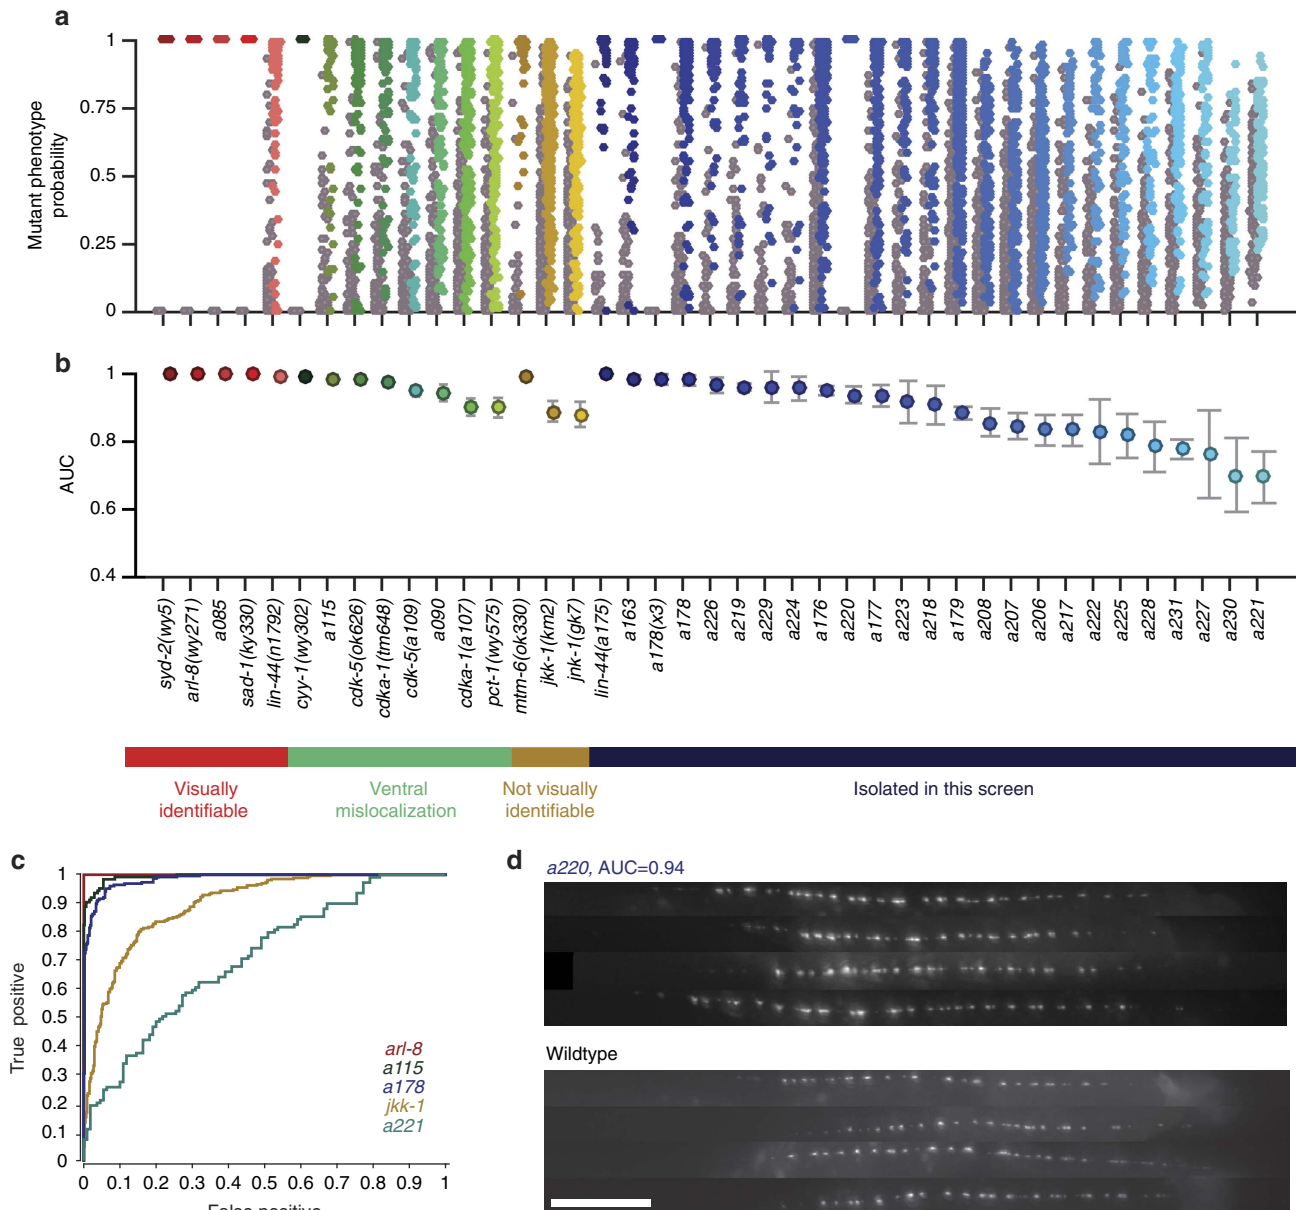 a
1
0.75
0.5
0.25
0
Mutant phenotype
probability
b
1
0.8
0.6
0.4
AUC
syd-2(wy5)
arl-8(wy271)
a085
sad-1(ky330)
lin-44(n1792)
cyy-1(wy302)
a115
cdk-5(ok626)
cdka-1(tm648)
cdk-5(a109)
a090
cdka-1(a107)
pct-1(wy575)
mtm-6(ok330)
jkk-1(km2)
jnk-1(gk7)
lin-44(a175)
a163
a178(x3)
a178
a226
a219
a229
a224
a176
a220
a177
a223
a218
a179
a208
a207
a206
a217
a222
a225
a228
a231
a227
a230
a221
Visually
identifiable
Ventral
mislocalization
Not visually
identifiable
Isolated in this screen
c
1
0.9
0.8
0.7
0.6
0.5
0.4
0.3
0.2
0.1
0
True positive
arl-8
a115
a178
jkk-1
a221
0 0.1 0.2 0.3 0.4 0.5 0.6 0.7 0.8 0.9 1
False positive
d
a220, AUC=0.94
Wildtype